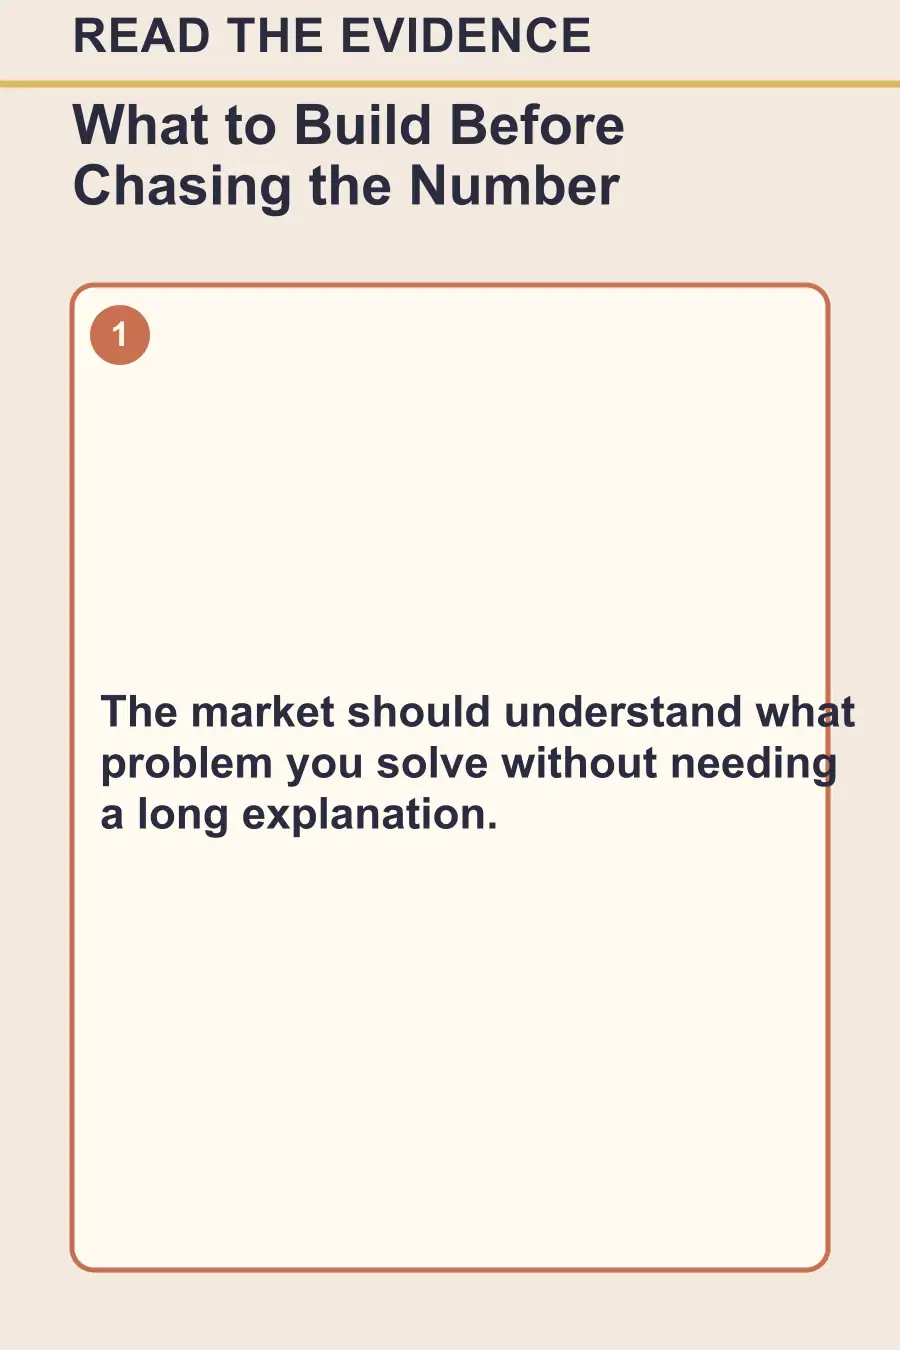 READ THE EVIDENCE
What to Build Before
Chasing the Number
1
The market should understand what
problem you solve without needing
a long explanation.